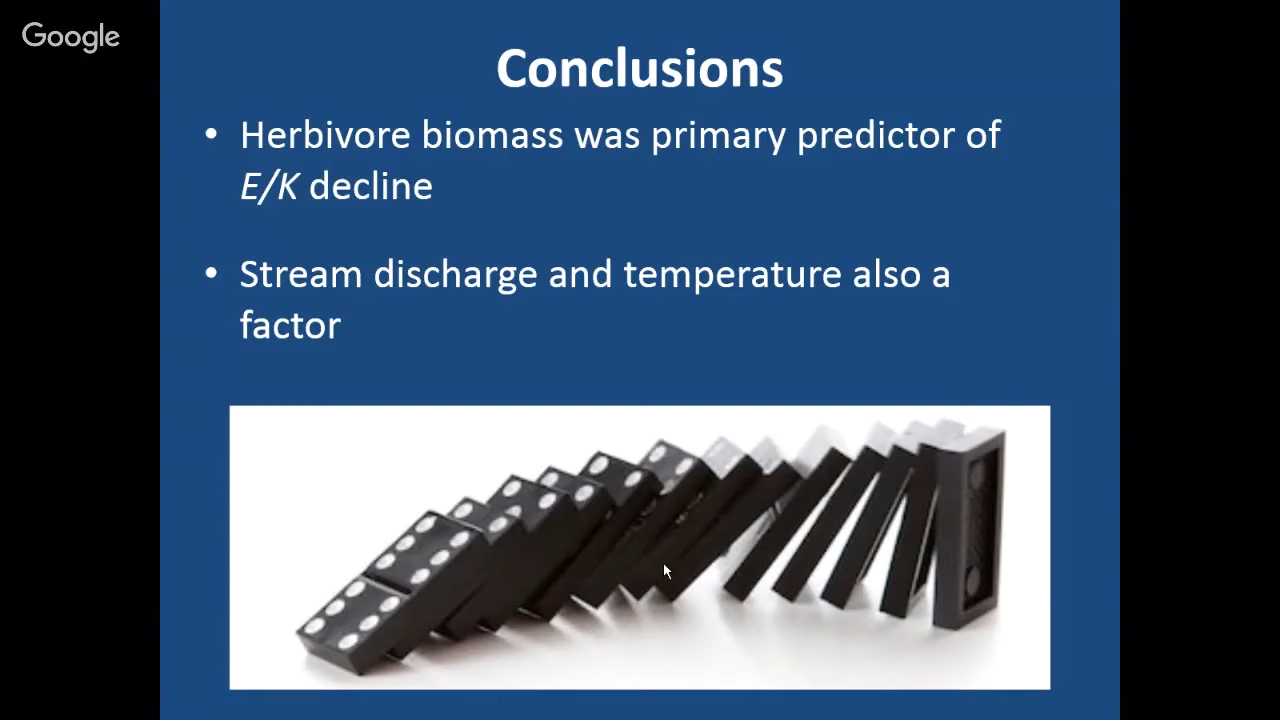 Google
Conclusions
• Herbivore biomass was primary predictor of
E/K decline
• Stream discharge and temperature also a
factor